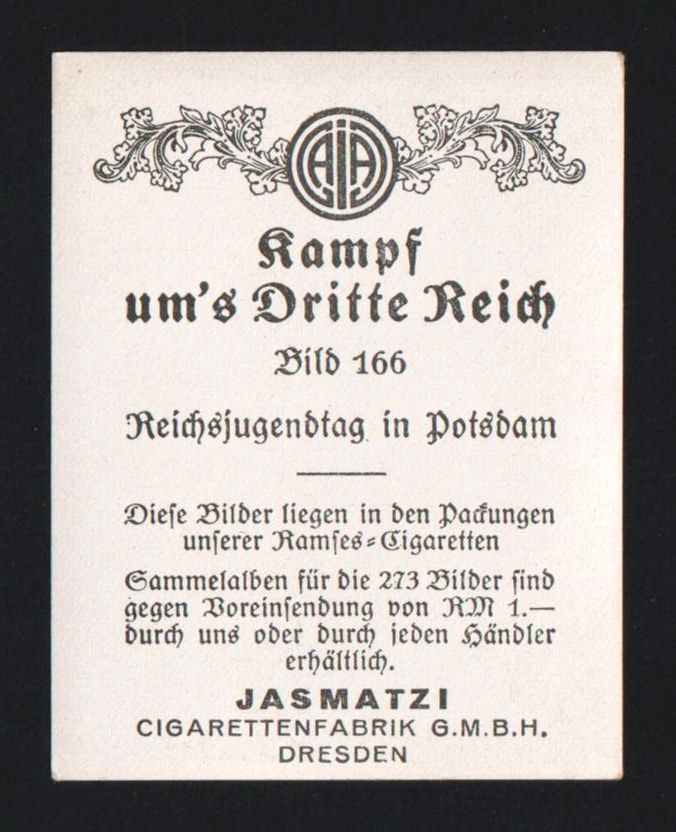 AJA
Kampf
um's Dritte Reich
Bild 166
Reichsjugendtag in Potsdam
Diese Bilder liegen in den Packungen
unserer Ramses=Cigaretten
Sammelalben für die 273 Bilder sind
gegen Voreinsendung von RM 1.—
durch uns oder durch jeden Händler
erhältlich.
JASMATZI
CIGARETTENFABRIK G.M.B.H.
DRESDEN